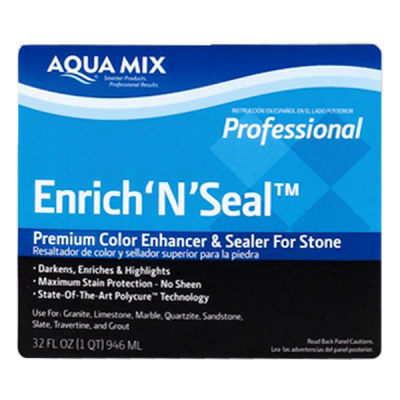 AQUA MIX®
Smarter Products.
Professional Results.
INSTRUCCIÓN EN ESPAÑOL EN EL LADO POSTERIOR
Professional
Enrich‘N’Seal™
Premium Color Enhancer & Sealer For Stone
Resaltador de color y sellador superior para la piedra
• Darkens, Enriches & Highlights
• Maximum Stain Protection - No Sheen
• State-Of-The-Art Polycure™ Technology
Use For: Granite, Limestone, Marble, Quartzite, Sandstone,
Slate, Travertine, and Grout
32 FL OZ (1 QT) 946 ML
Read Back Panel Cautions.
Lea las advertencias del panel posterior.